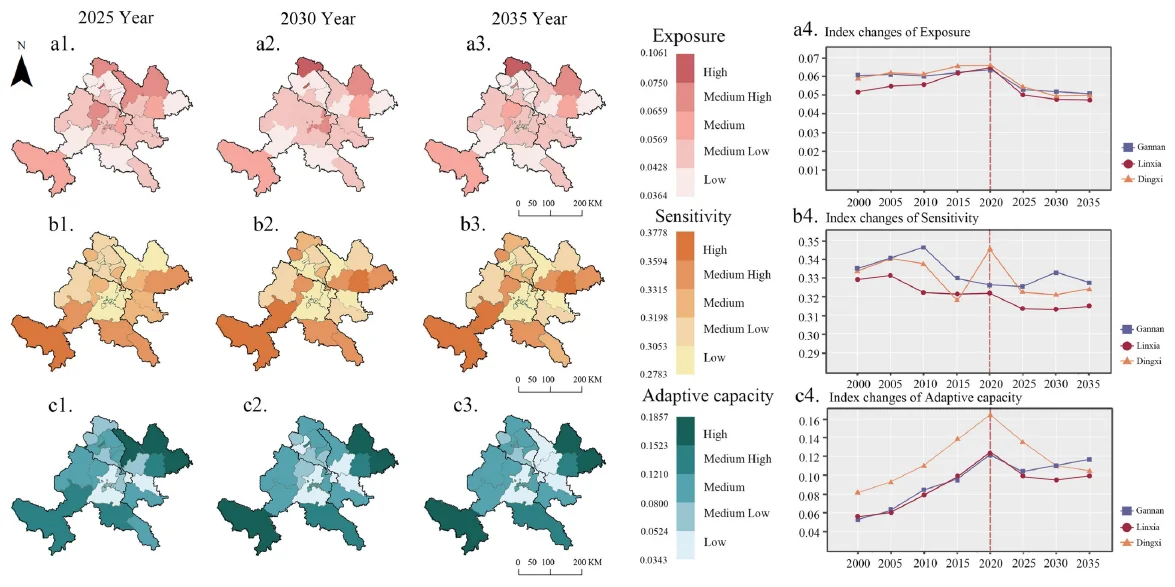 2025 Year
2030 Year
2035 Year
N
a1.
a2.
a3.
Exposure
0.1061
High
0.0750
Medium High
0.0659
Medium
0.0569
Medium Low
0.0428
Low
0.0364
0 50 100 200 KM
a4. Index changes of Exposure
0.07
0.06
0.05
0.04
0.03
0.02
0.01
2000 2005 2010 2015 2020 2025 2030 2035
Gannan
Linxia
Dingxi
b1.
b2.
b3.
Sensitivity
0.3778
High
0.3594
Medium High
0.3315
Medium
0.3198
Medium Low
0.3053
Low
0.2783
0 50 100 200 KM
b4. Index changes of Sensitivity
0.35
0.34
0.33
0.32
0.31
0.30
0.29
2000 2005 2010 2015 2020 2025 2030 2035
Gannan
Linxia
Dingxi
c1.
c2.
c3.
Adaptive capacity
0.1857
High
0.1523
Medium High
0.1210
Medium
0.0800
Medium Low
0.0524
Low
0.0343
0 50 100 200 KM
c4. Index changes of Adaptive capacity
0.16
0.14
0.12
0.10
0.08
0.06
0.04
2000 2005 2010 2015 2020 2025 2030 2035
Gannan
Linxia
Dingxi